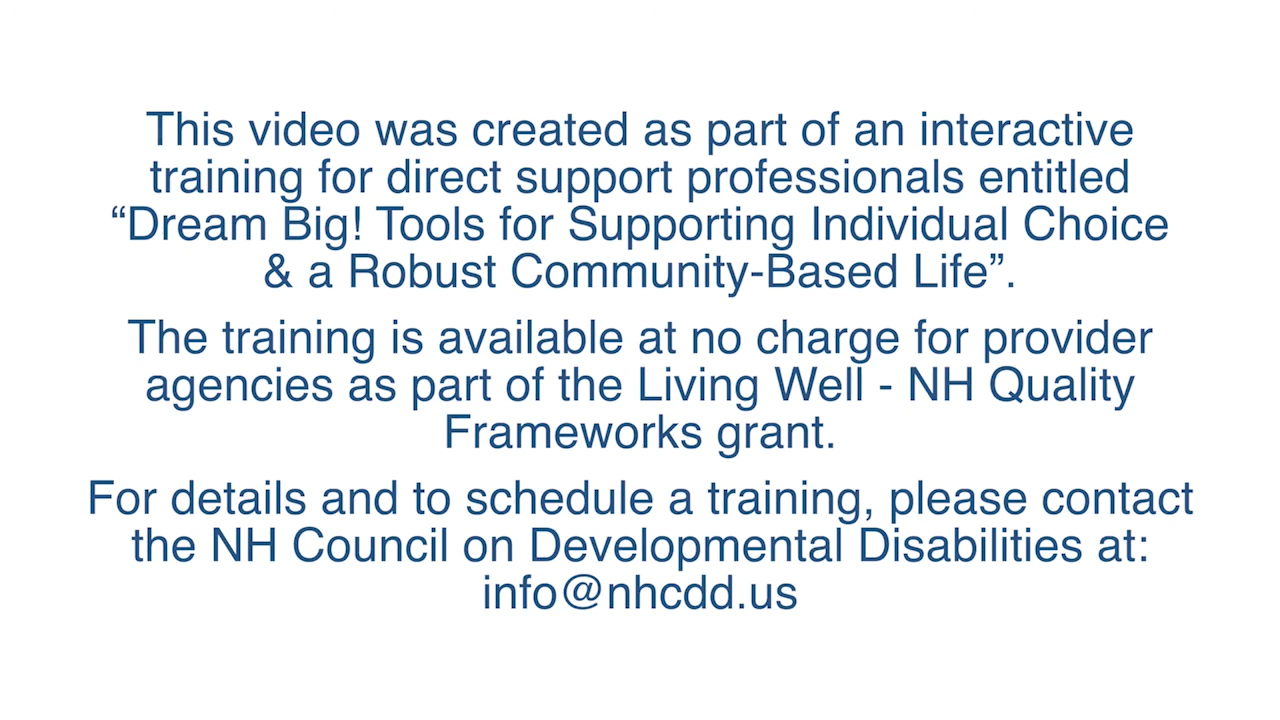 This video was created as part of an interactive
training for direct support professionals entitled
“Dream Big! Tools for Supporting Individual Choice
& a Robust Community-Based Life”.
The training is available at no charge for provider
agencies as part of the Living Well - NH Quality
Frameworks grant.
For details and to schedule a training, please contact
the NH Council on Developmental Disabilities at:
info@nhcdd.us